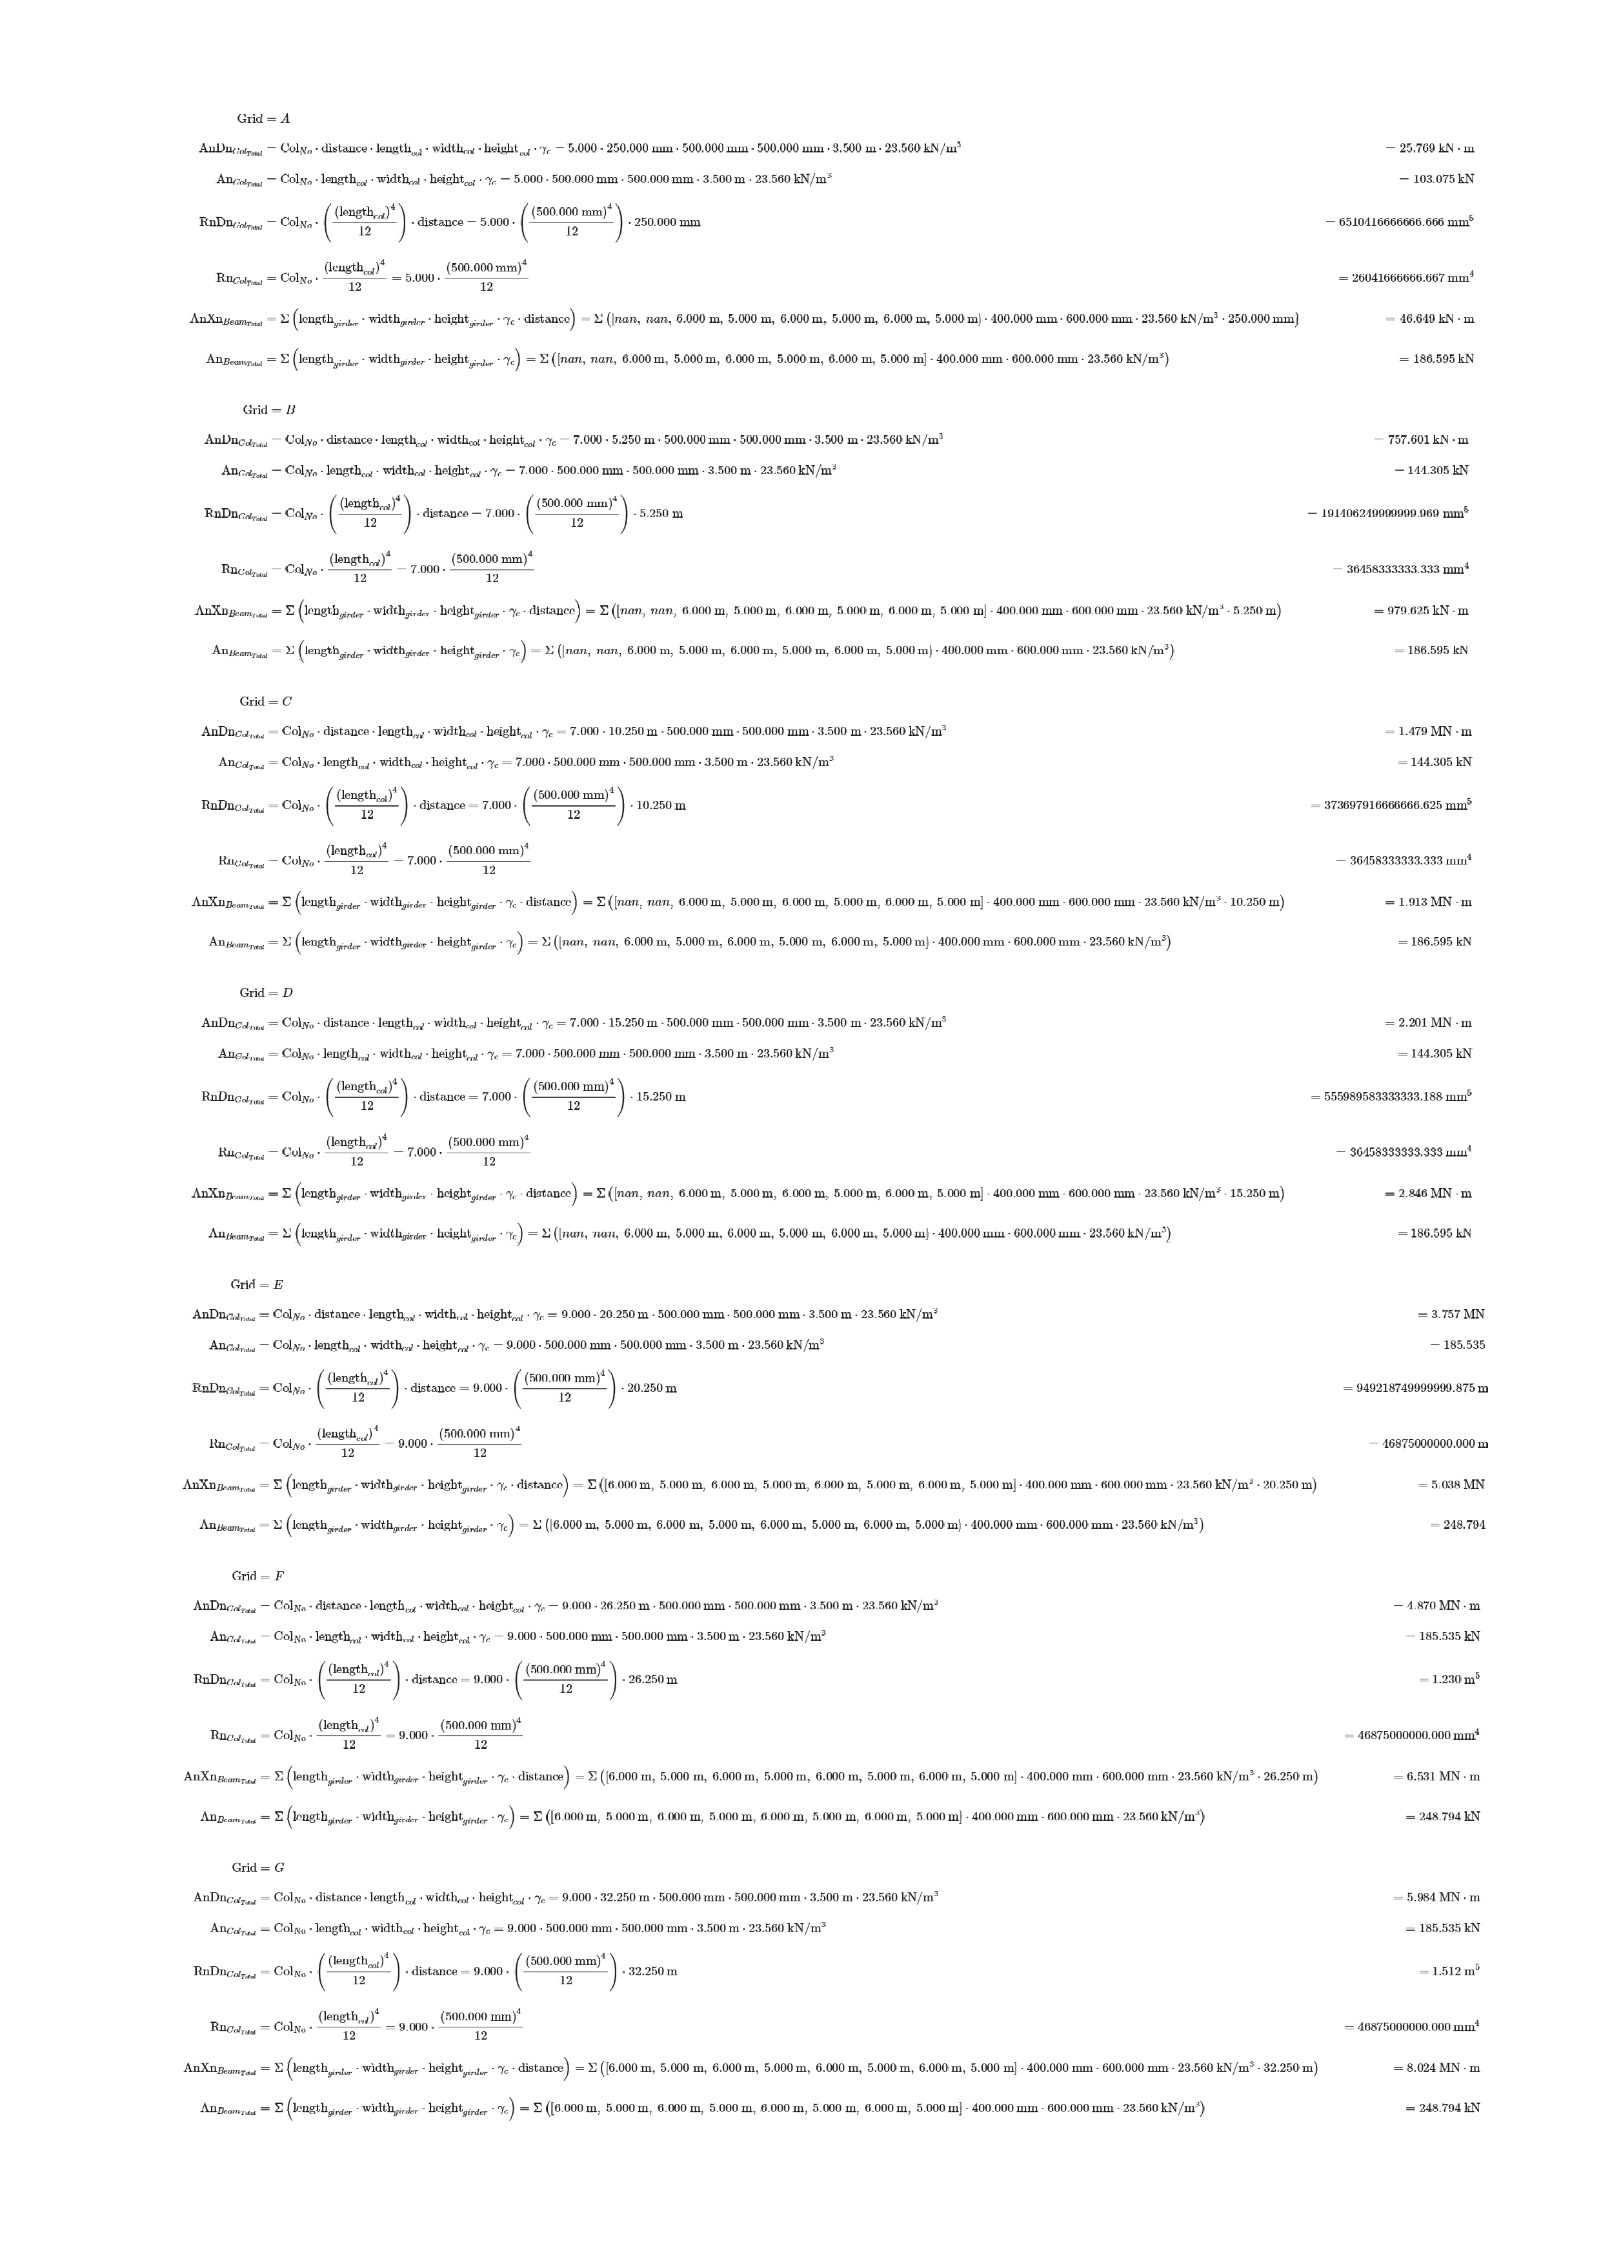 Grid = A
AnDn_{Col_{Total}} = Col_{No} · distance · length_{col} · width_{col} · height_{col} · γ_c = 5.000 · 250.000 mm · 500.000 mm · 500.000 mm · 3.500 m · 23.560 kN/m³ = 25.769 kN · m
An_{Col_{Total}} = Col_{No} · length_{col} · width_{col} · height_{col} · γ_c = 5.000 · 500.000 mm · 500.000 mm · 3.500 m · 23.560 kN/m³ = 103.075 kN
RnDn_{Col_{Total}} = Col_{No} · ((length_{col})⁴/12) · distance = 5.000 · ((500.000 mm)⁴/12) · 250.000 mm = 6510416666666.666 mm⁵
Rn_{Col_{Total}} = Col_{No} · (length_{col})⁴/12 = 5.000 · (500.000 mm)⁴/12 = 26041666666.667 mm⁴
AnXn_{Beam_{Total}} = Σ (length_{girder} · width_{girder} · height_{girder} · γ_c · distance) = Σ ([nan, nan, 6.000 m, 5.000 m, 6.000 m, 5.000 m, 6.000 m, 5.000 m] · 400.000 mm · 600.000 mm · 23.560 kN/m³ · 250.000 mm) = 46.649 kN · m
An_{Beam_{Total}} = Σ (length_{girder} · width_{girder} · height_{girder} · γ_c) = Σ ([nan, nan, 6.000 m, 5.000 m, 6.000 m, 5.000 m, 6.000 m, 5.000 m] · 400.000 mm · 600.000 mm · 23.560 kN/m³) = 186.595 kN
Grid = B
AnDn_{Col_{Total}} = Col_{No} · distance · length_{col} · width_{col} · height_{col} · γ_c = 7.000 · 5.250 m · 500.000 mm · 500.000 mm · 3.500 m · 23.560 kN/m³ = 757.601 kN · m
An_{Col_{Total}} = Col_{No} · length_{col} · width_{col} · height_{col} · γ_c = 7.000 · 500.000 mm · 500.000 mm · 3.500 m · 23.560 kN/m³ = 144.305 kN
RnDn_{Col_{Total}} = Col_{No} · ((length_{col})⁴/12) · distance = 7.000 · ((500.000 mm)⁴/12) · 5.250 m = 191406249999999.969 mm⁵
Rn_{Col_{Total}} = Col_{No} · (length_{col})⁴/12 = 7.000 · (500.000 mm)⁴/12 = 36458333333.333 mm⁴
AnXn_{Beam_{Total}} = Σ (length_{girder} · width_{girder} · height_{girder} · γ_c · distance) = Σ ([nan, nan, 6.000 m, 5.000 m, 6.000 m, 5.000 m, 6.000 m, 5.000 m] · 400.000 mm · 600.000 mm · 23.560 kN/m³ · 5.250 m) = 979.625 kN · m
An_{Beam_{Total}} = Σ (length_{girder} · width_{girder} · height_{girder} · γ_c) = Σ ([nan, nan, 6.000 m, 5.000 m, 6.000 m, 5.000 m, 6.000 m, 5.000 m] · 400.000 mm · 600.000 mm · 23.560 kN/m³) = 186.595 kN
Grid = C
AnDn_{Col_{Total}} = Col_{No} · distance · length_{col} · width_{col} · height_{col} · γ_c = 7.000 · 10.250 m · 500.000 mm · 500.000 mm · 3.500 m · 23.560 kN/m³ = 1.479 MN · m
An_{Col_{Total}} = Col_{No} · length_{col} · width_{col} · height_{col} · γ_c = 7.000 · 500.000 mm · 500.000 mm · 3.500 m · 23.560 kN/m³ = 144.305 kN
RnDn_{Col_{Total}} = Col_{No} · ((length_{col})⁴/12) · distance = 7.000 · ((500.000 mm)⁴/12) · 10.250 m = 373697916666666.625 mm⁵
Rn_{Col_{Total}} = Col_{No} · (length_{col})⁴/12 = 7.000 · (500.000 mm)⁴/12 = 36458333333.333 mm⁴
AnXn_{Beam_{Total}} = Σ (length_{girder} · width_{girder} · height_{girder} · γ_c · distance) = Σ ([nan, nan, 6.000 m, 5.000 m, 6.000 m, 5.000 m, 6.000 m, 5.000 m] · 400.000 mm · 600.000 mm · 23.560 kN/m³ · 10.250 m) = 1.913 MN · m
An_{Beam_{Total}} = Σ (length_{girder} · width_{girder} · height_{girder} · γ_c) = Σ ([nan, nan, 6.000 m, 5.000 m, 6.000 m, 5.000 m, 6.000 m, 5.000 m] · 400.000 mm · 600.000 mm · 23.560 kN/m³) = 186.595 kN
Grid = D
AnDn_{Col_{Total}} = Col_{No} · distance · length_{col} · width_{col} · height_{col} · γ_c = 7.000 · 15.250 m · 500.000 mm · 500.000 mm · 3.500 m · 23.560 kN/m³ = 2.201 MN · m
An_{Col_{Total}} = Col_{No} · length_{col} · width_{col} · height_{col} · γ_c = 7.000 · 500.000 mm · 500.000 mm · 3.500 m · 23.560 kN/m³ = 144.305 kN
RnDn_{Col_{Total}} = Col_{No} · ((length_{col})⁴/12) · distance = 7.000 · ((500.000 mm)⁴/12) · 15.250 m = 555989583333333.188 mm⁵
Rn_{Col_{Total}} = Col_{No} · (length_{col})⁴/12 = 7.000 · (500.000 mm)⁴/12 = 36458333333.333 mm⁴
AnXn_{Beam_{Total}} = Σ (length_{girder} · width_{girder} · height_{girder} · γ_c · distance) = Σ ([nan, nan, 6.000 m, 5.000 m, 6.000 m, 5.000 m, 6.000 m, 5.000 m] · 400.000 mm · 600.000 mm · 23.560 kN/m³ · 15.250 m) = 2.846 MN · m
An_{Beam_{Total}} = Σ (length_{girder} · width_{girder} · height_{girder} · γ_c) = Σ ([nan, nan, 6.000 m, 5.000 m, 6.000 m, 5.000 m, 6.000 m, 5.000 m] · 400.000 mm · 600.000 mm · 23.560 kN/m³) = 186.595 kN
Grid = E
AnDn_{Col_{Total}} = Col_{No} · distance · length_{col} · width_{col} · height_{col} · γ_c = 9.000 · 20.250 m · 500.000 mm · 500.000 mm · 3.500 m · 23.560 kN/m³ = 3.757 MN
An_{Col_{Total}} = Col_{No} · length_{col} · width_{col} · height_{col} · γ_c = 9.000 · 500.000 mm · 500.000 mm · 3.500 m · 23.560 kN/m³ = 185.535
RnDn_{Col_{Total}} = Col_{No} · ((length_{col})⁴/12) · distance = 9.000 · ((500.000 mm)⁴/12) · 20.250 m = 949218749999999.875 m
Rn_{Col_{Total}} = Col_{No} · (length_{col})⁴/12 = 9.000 · (500.000 mm)⁴/12 = 46875000000.000 m
AnXn_{Beam_{Total}} = Σ (length_{girder} · width_{girder} · height_{girder} · γ_c · distance) = Σ ([6.000 m, 5.000 m, 6.000 m, 5.000 m, 6.000 m, 5.000 m, 6.000 m, 5.000 m] · 400.000 mm · 600.000 mm · 23.560 kN/m³ · 20.250 m) = 5.038 MN
An_{Beam_{Total}} = Σ (length_{girder} · width_{girder} · height_{girder} · γ_c) = Σ ([6.000 m, 5.000 m, 6.000 m, 5.000 m, 6.000 m, 5.000 m, 6.000 m, 5.000 m] · 400.000 mm · 600.000 mm · 23.560 kN/m³) = 248.794
Grid = F
AnDn_{Col_{Total}} = Col_{No} · distance · length_{col} · width_{col} · height_{col} · γ_c = 9.000 · 26.250 m · 500.000 mm · 500.000 mm · 3.500 m · 23.560 kN/m³ = 4.870 MN · m
An_{Col_{Total}} = Col_{No} · length_{col} · width_{col} · height_{col} · γ_c = 9.000 · 500.000 mm · 500.000 mm · 3.500 m · 23.560 kN/m³ = 185.535 kN
RnDn_{Col_{Total}} = Col_{No} · ((length_{col})⁴/12) · distance = 9.000 · ((500.000 mm)⁴/12) · 26.250 m = 1.230 m⁵
Rn_{Col_{Total}} = Col_{No} · (length_{col})⁴/12 = 9.000 · (500.000 mm)⁴/12 = 46875000000.000 mm⁴
AnXn_{Beam_{Total}} = Σ (length_{girder} · width_{girder} · height_{girder} · γ_c · distance) = Σ ([6.000 m, 5.000 m, 6.000 m, 5.000 m, 6.000 m, 5.000 m, 6.000 m, 5.000 m] · 400.000 mm · 600.000 mm · 23.560 kN/m³ · 26.250 m) = 6.531 MN · m
An_{Beam_{Total}} = Σ (length_{girder} · width_{girder} · height_{girder} · γ_c) = Σ ([6.000 m, 5.000 m, 6.000 m, 5.000 m, 6.000 m, 5.000 m, 6.000 m, 5.000 m] · 400.000 mm · 600.000 mm · 23.560 kN/m³) = 248.794 kN
Grid = G
AnDn_{Col_{Total}} = Col_{No} · distance · length_{col} · width_{col} · height_{col} · γ_c = 9.000 · 32.250 m · 500.000 mm · 500.000 mm · 3.500 m · 23.560 kN/m³ = 5.984 MN · m
An_{Col_{Total}} = Col_{No} · length_{col} · width_{col} · height_{col} · γ_c = 9.000 · 500.000 mm · 500.000 mm · 3.500 m · 23.560 kN/m³ = 185.535 kN
RnDn_{Col_{Total}} = Col_{No} · ((length_{col})⁴/12) · distance = 9.000 · ((500.000 mm)⁴/12) · 32.250 m = 1.512 m⁵
Rn_{Col_{Total}} = Col_{No} · (length_{col})⁴/12 = 9.000 · (500.000 mm)⁴/12 = 46875000000.000 mm⁴
AnXn_{Beam_{Total}} = Σ (length_{girder} · width_{girder} · height_{girder} · γ_c · distance) = Σ ([6.000 m, 5.000 m, 6.000 m, 5.000 m, 6.000 m, 5.000 m, 6.000 m, 5.000 m] · 400.000 mm · 600.000 mm · 23.560 kN/m³ · 32.250 m) = 8.024 MN · m
An_{Beam_{Total}} = Σ (length_{girder} · width_{girder} · height_{girder} · γ_c) = Σ ([6.000 m, 5.000 m, 6.000 m, 5.000 m, 6.000 m, 5.000 m, 6.000 m, 5.000 m] · 400.000 mm · 600.000 mm · 23.560 kN/m³) = 248.794 kN